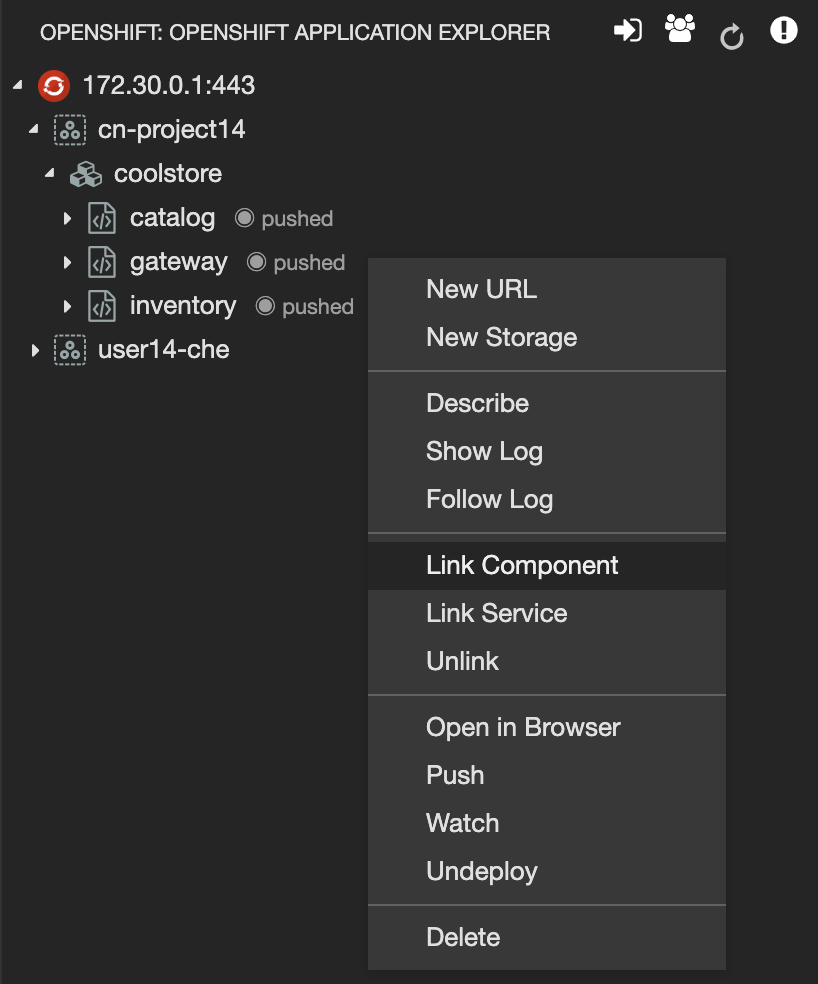 OPENSHIFT: OPENSHIFT APPLICATION EXPLORER
172.30.0.1:443
cn-project14
coolstore
catalog pushed
gateway pushed
inventory pushed
user14-che
New URL
New Storage
Describe
Show Log
Follow Log
Link Component
Link Service
Unlink
Open in Browser
Push
Watch
Undeploy
Delete